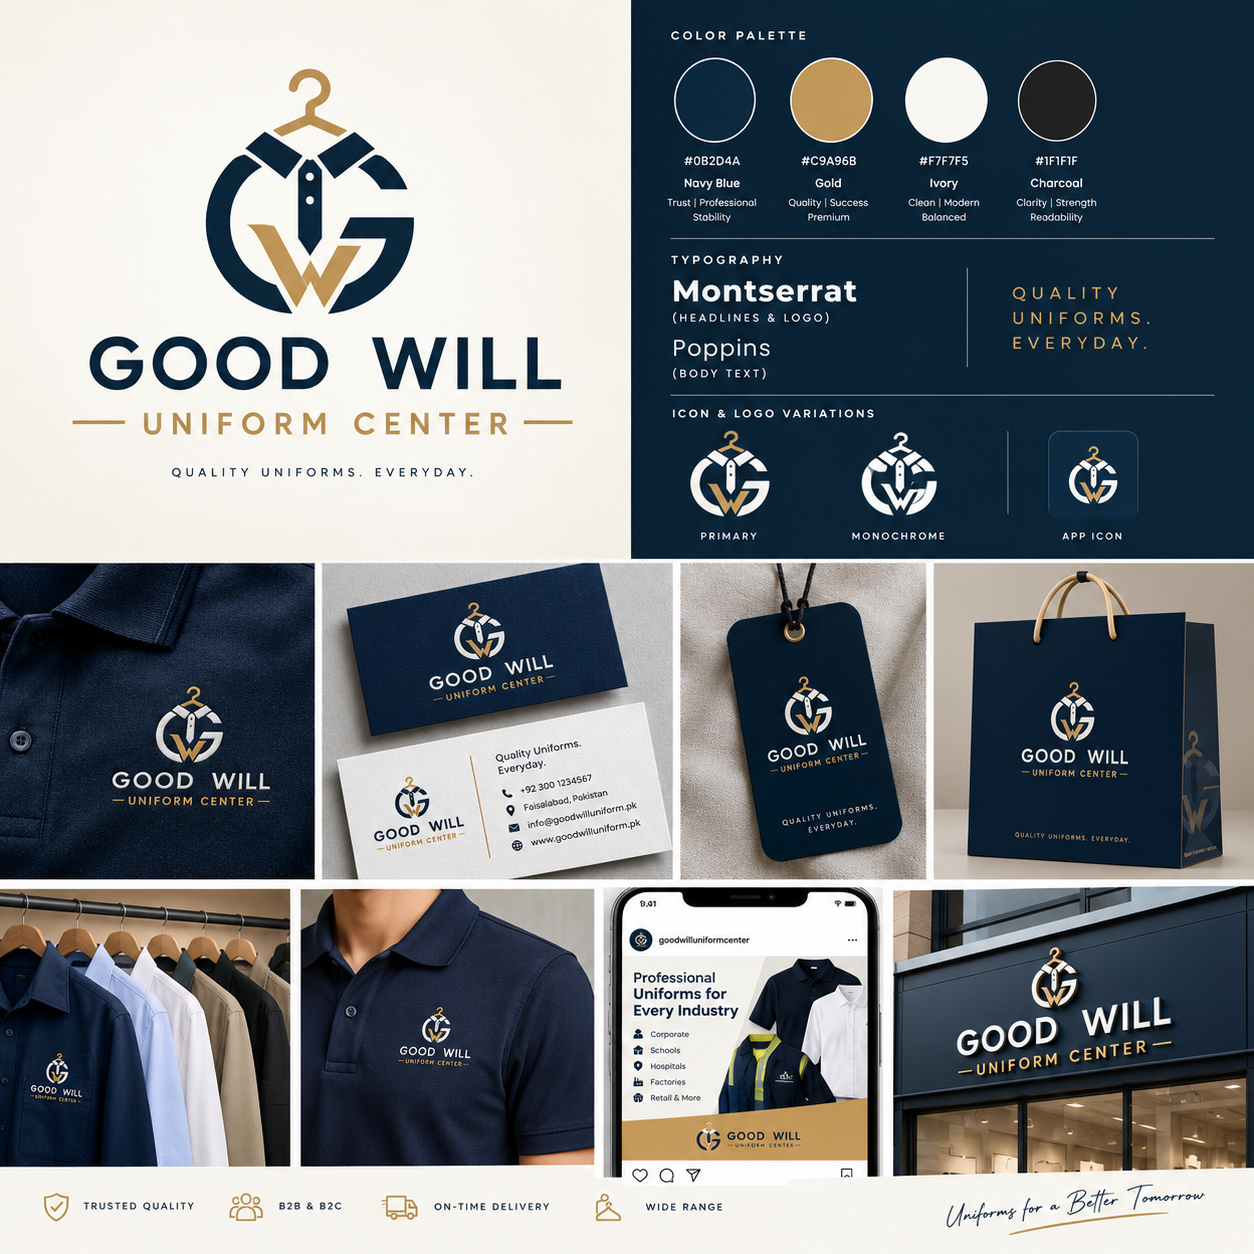 GOOD WILL
UNIFORM CENTER
QUALITY UNIFORMS. EVERYDAY.
COLOR PALETTE
#0B2D4A
Navy Blue
Trust | Professional
Stability
#C9A96B
Gold
Quality | Success
Premium
#F7F7F5
Ivory
Clean | Modern
Balanced
#1F1F1F
Charcoal
Clarity | Strength
Readability
TYPOGRAPHY
Montserrat
(HEADLINES & LOGO)
Poppins
(BODY TEXT)
QUALITY
UNIFORMS.
EVERYDAY.
ICON & LOGO VARIATIONS
PRIMARY
MONOCHROME
APP ICON
GOOD WILL
UNIFORM CENTER
GOOD WILL
UNIFORM CENTER
GOOD WILL
UNIFORM CENTER
Quality Uniforms.
Everyday.
+92 300 1234567
Faisalabad, Pakistan
info@goodwilluniform.pk
www.goodwilluniform.pk
GOOD WILL
UNIFORM CENTER
QUALITY UNIFORMS.
EVERYDAY.
GOOD WILL
UNIFORM CENTER
QUALITY UNIFORMS. EVERYDAY.
GOOD WILL
UNIFORM CENTER
GOOD WILL
UNIFORM CENTER
9:41
goodwilluniformcenter
Professional
Uniforms for
Every Industry
Corporate
Schools
Hospitals
Factories
Retail & More
GOOD WILL
UNIFORM CENTER
GOOD WILL
UNIFORM CENTER
TRUSTED QUALITY
B2B & B2C
ON-TIME DELIVERY
WIDE RANGE
Uniforms for a Better Tomorrow